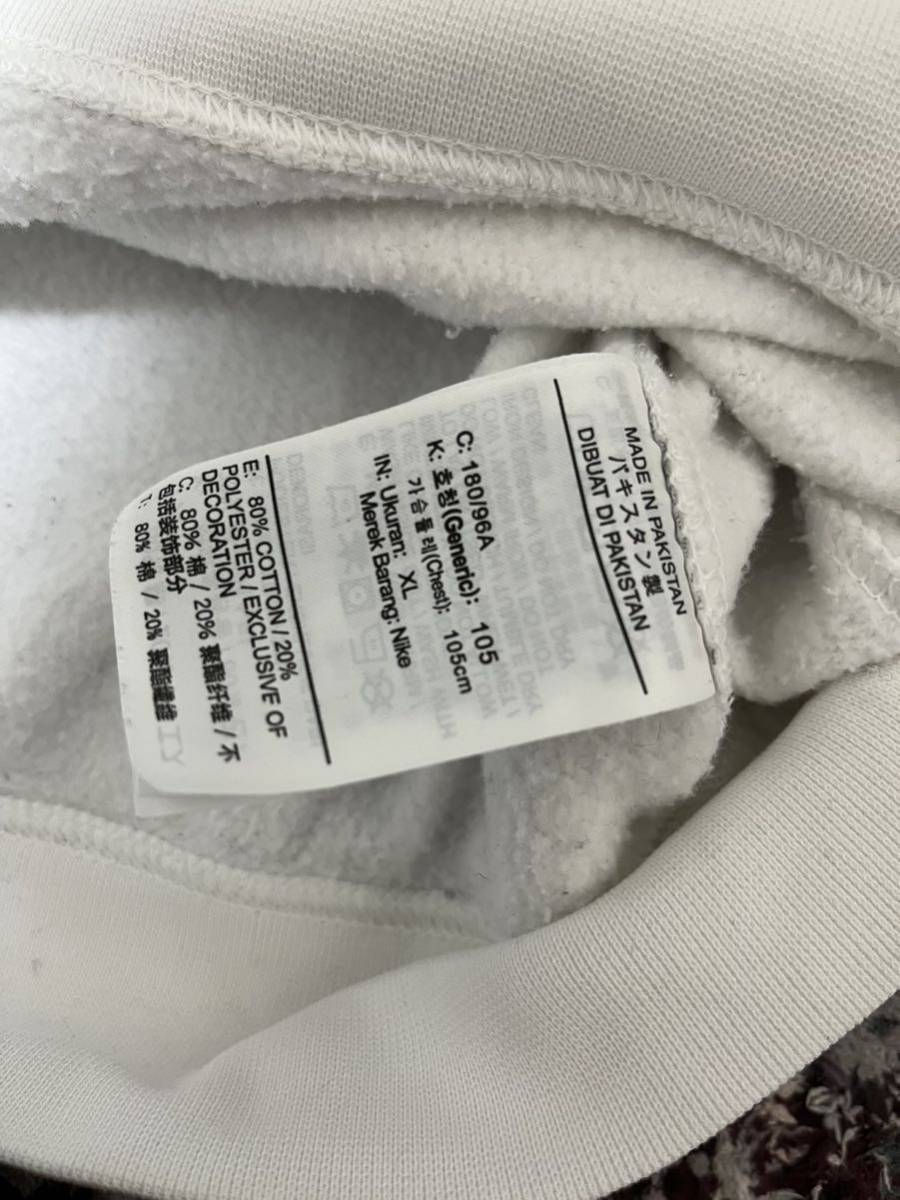 MADE IN PAKISTAN
パキスタン製
DIBUAT DI PAKISTAN
C: 180/96A
K: 호칭(Generic): 105
가슴둘레(Chest): 105cm
IN: Ukuran: XL
Merek Barang: Nike
E: 80% COTTON / 20%
POLYESTER / EXCLUSIVE OF
DECORATION
C: 80% 棉 / 20% 聚酯纤维 / 不
包括装饰部分
T: 80% 棉 / 20% 聚酯纖維